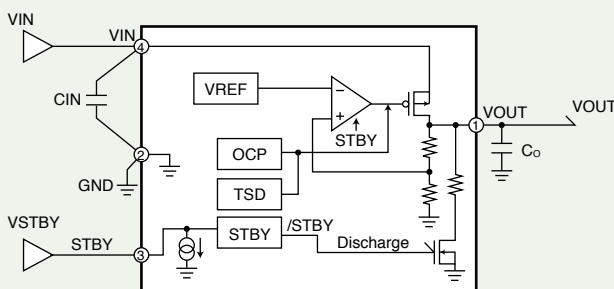 VIN
VIN
4
CIN
2
GND
VSTBY
STBY
3
VREF
−
+
STBY
OCP
TSD
STBY
/STBY
Discharge
VOUT
1
VOUT
CO